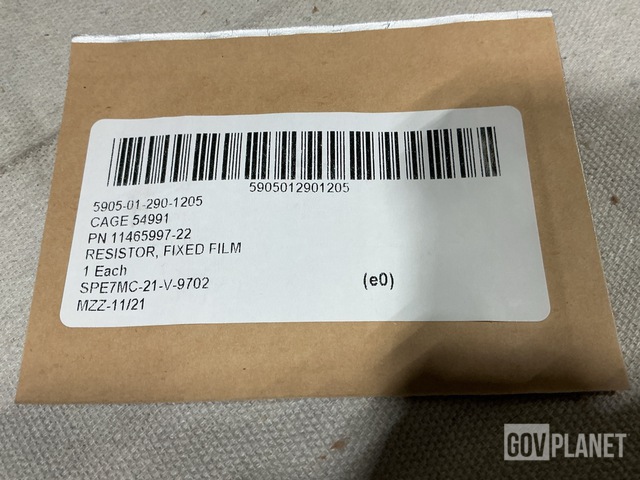 5905012901205
5905-01-290-1205
CAGE 54991
PN 11465997-22
RESISTOR, FIXED FILM
1 Each
SPE7MC-21-V-9702 (e0)
MZZ-11/21
GOVPLANET